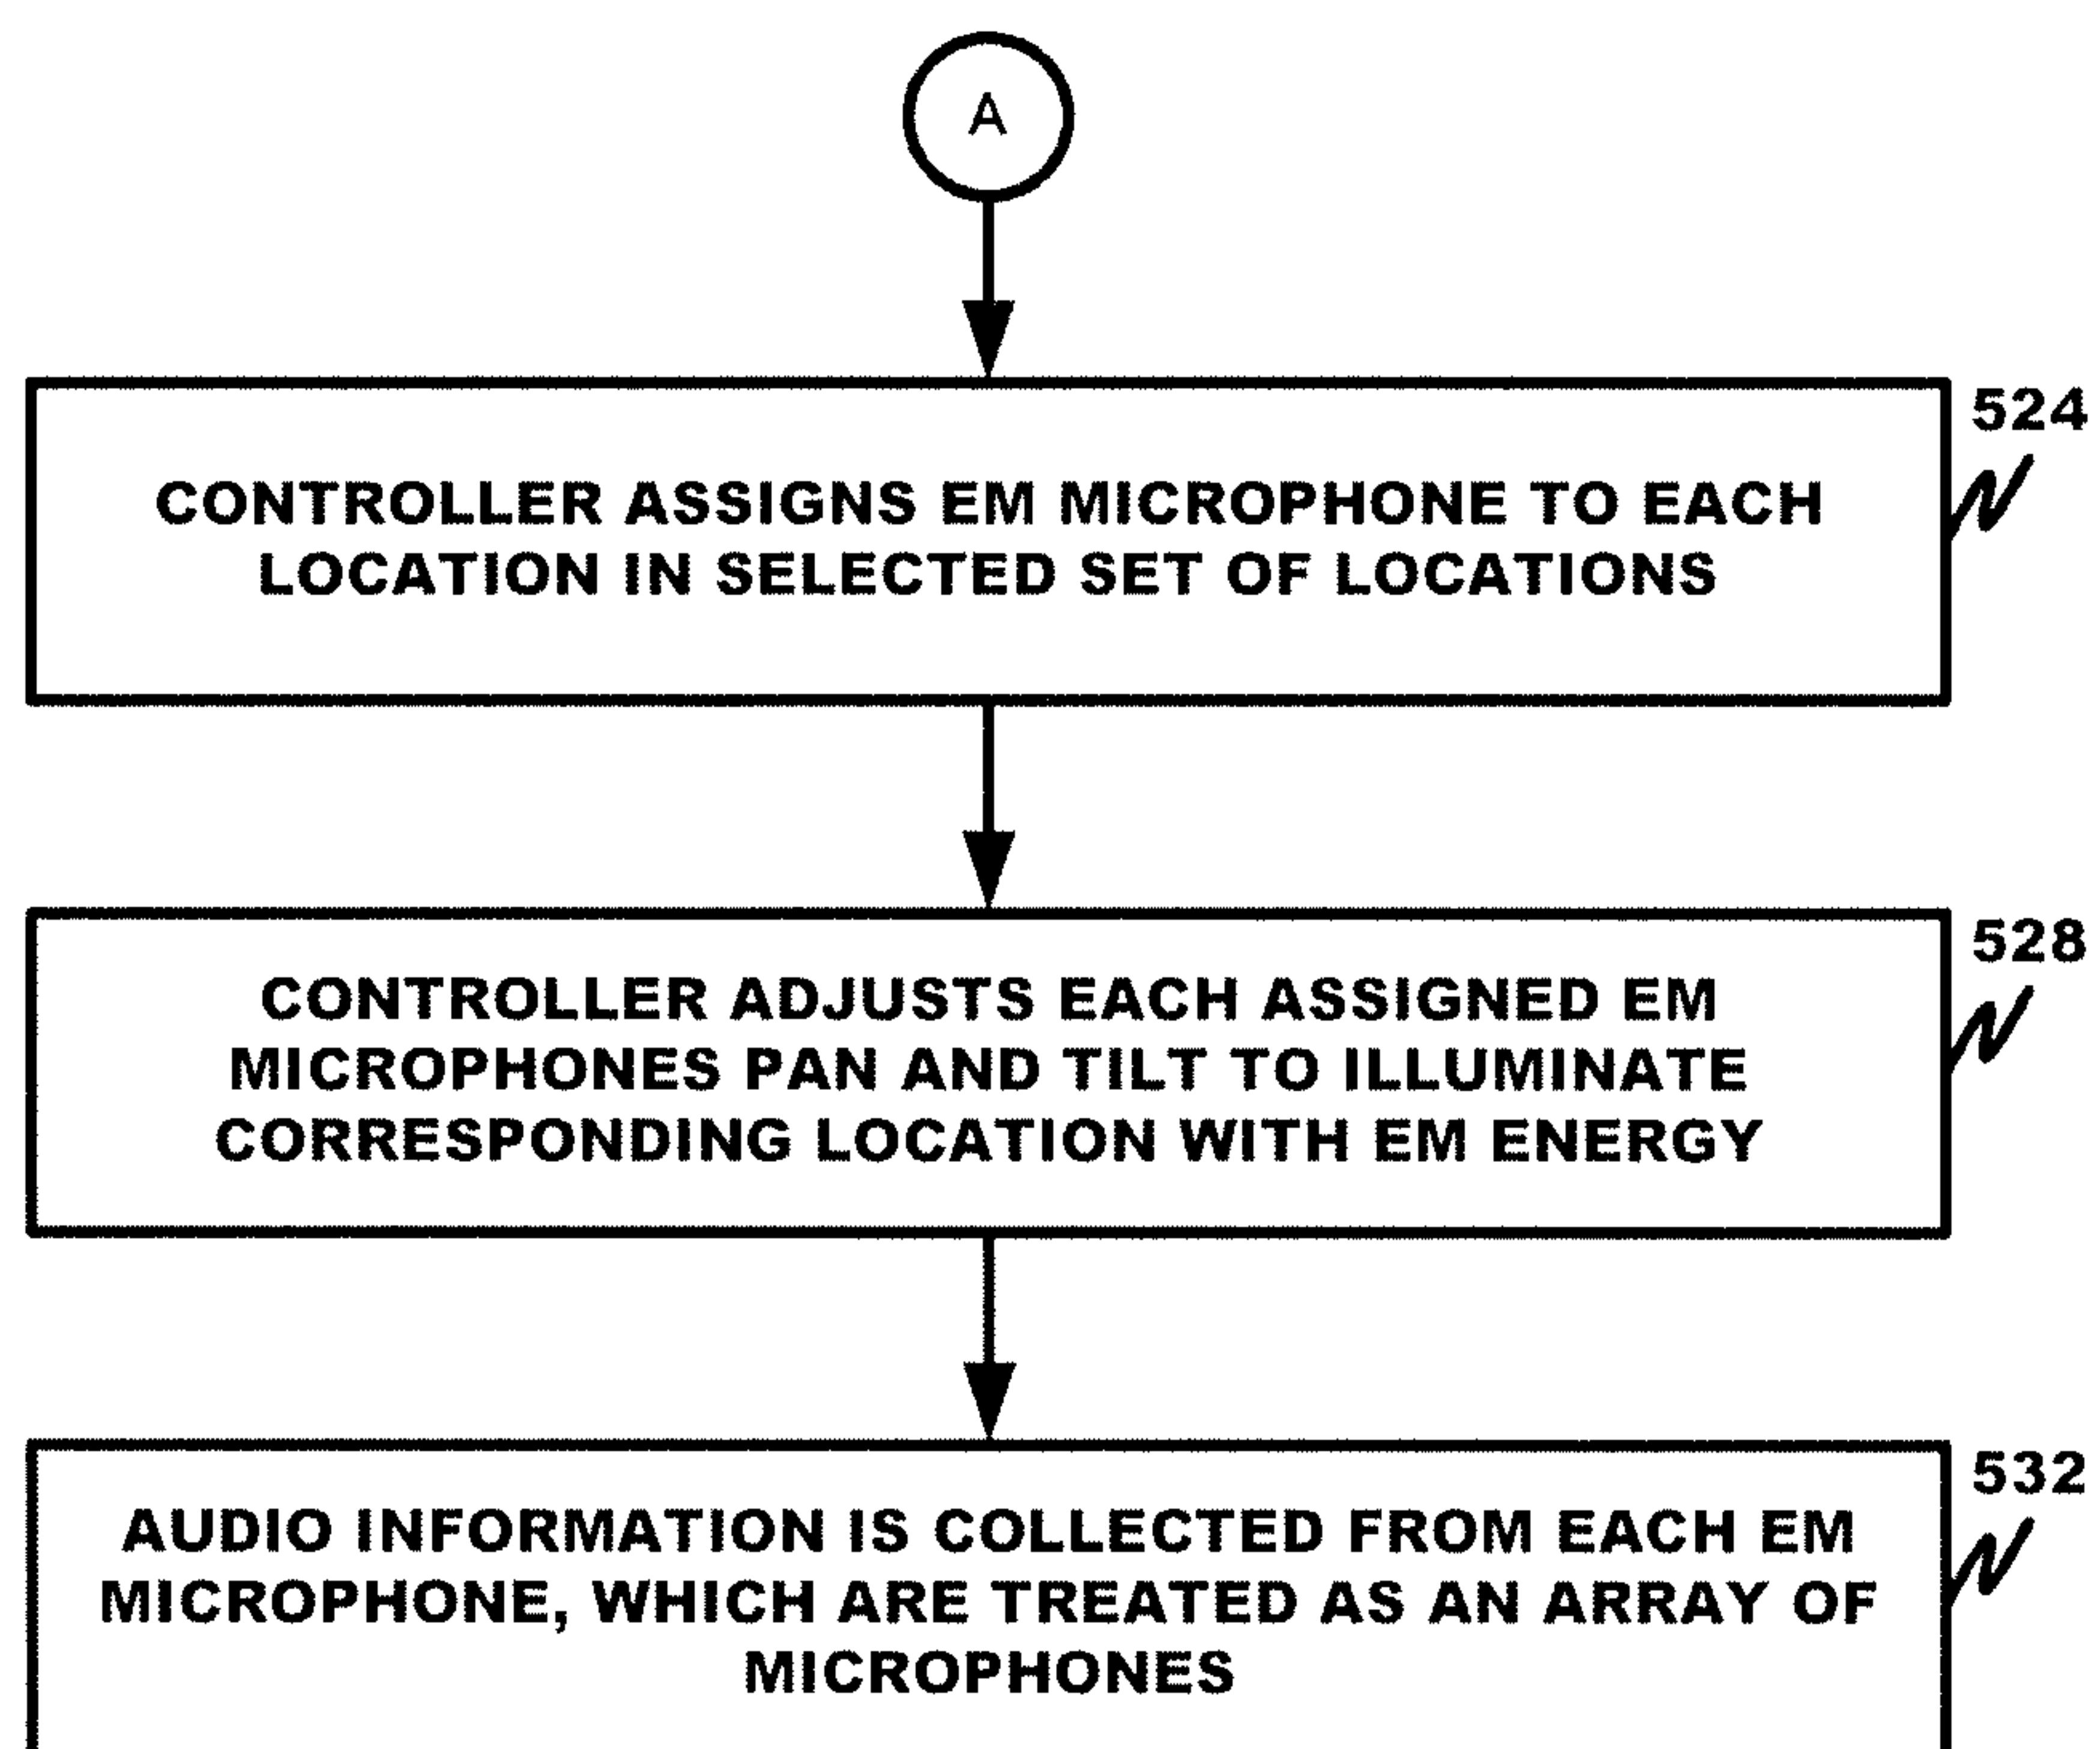 A
524
CONTROLLER ASSIGNS EM MICROPHONE TO EACH
LOCATION IN SELECTED SET OF LOCATIONS
528
CONTROLLER ADJUSTS EACH ASSIGNED EM
MICROPHONES PAN AND TILT TO ILLUMINATE
CORRESPONDING LOCATION WITH EM ENERGY
532
AUDIO INFORMATION IS COLLECTED FROM EACH EM
MICROPHONE, WHICH ARE TREATED AS AN ARRAY OF
MICROPHONES